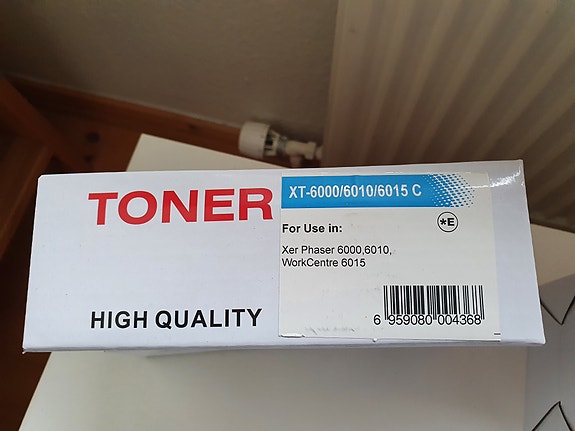 TONER
HIGH QUALITY
XT-6000/6010/6015 C
*E
For Use in:
Xer Phaser 6000,6010,
WorkCentre 6015
6 959080 004368